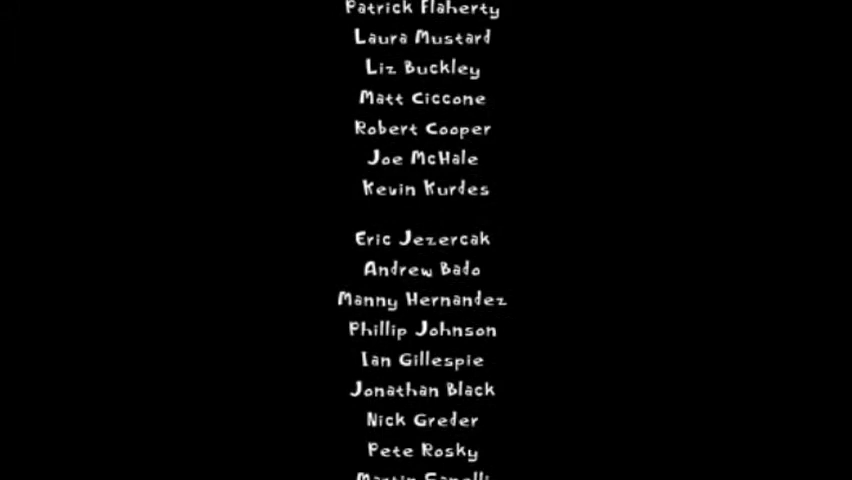 Patrick Flaherty
Laura Mustard
Liz Buckley
Matt Ciccone
Robert Cooper
Joe McHale
Kevin Kurdes
Eric Jezercak
Andrew Bado
Manny Hernandez
Phillip Johnson
Ian Gillespie
Jonathan Black
Nick Greder
Pete Rosky
Martin